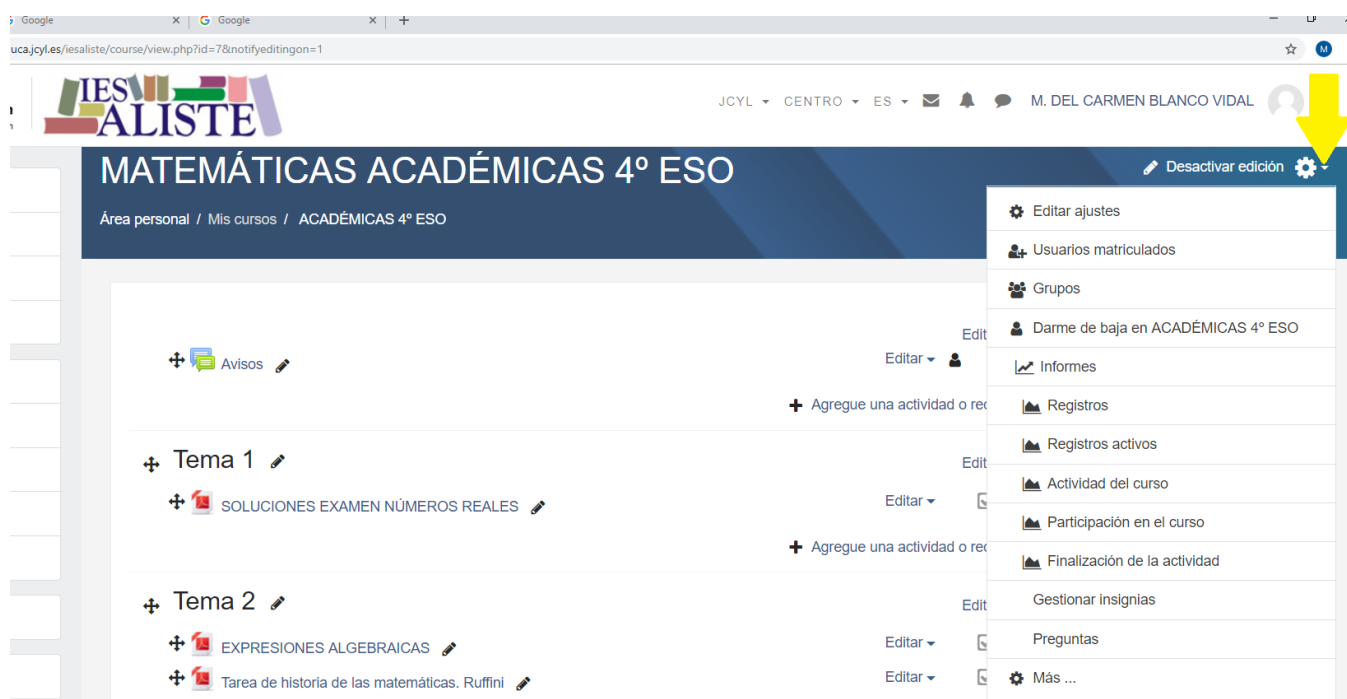 Google
Google
uca.jcyl.es/iesaliste/course/view.php?id=7&notifyeditingon=1
M
IES ALISTE
JCYL CENTRO ES M. DEL CARMEN BLANCO VIDAL
MATEMÁTICAS ACADÉMICAS 4º ESO
Desactivar edición
Área personal / Mis cursos / ACADÉMICAS 4º ESO
Editar ajustes
Usuarios matriculados
Grupos
Darme de baja en ACADÉMICAS 4º ESO
Informes
Registros
Registros activos
Actividad del curso
Participación en el curso
Finalización de la actividad
Gestionar insignias
Preguntas
Más ...
Edit
Avisos Editar
+ Agregue una actividad o rec
Tema 1 Edit
SOLUCIONES EXAMEN NÚMEROS REALES Editar
+ Agregue una actividad o rec
Tema 2 Edit
EXPRESIONES ALGEBRAICAS Editar
Tarea de historia de las matemáticas. Ruffini Editar